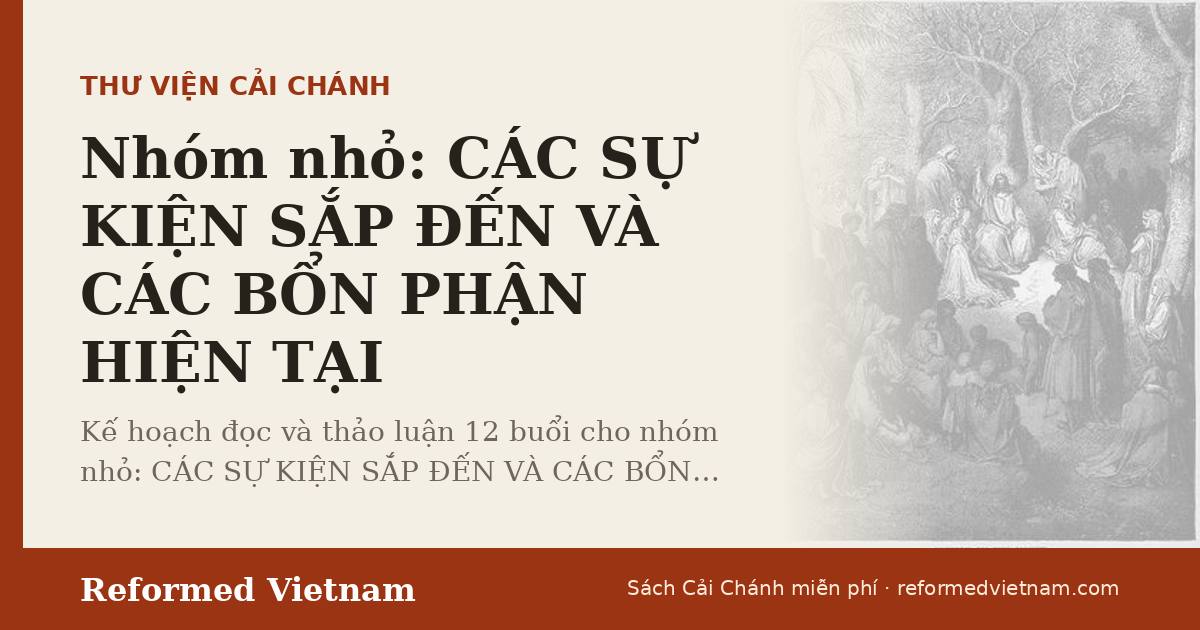 THƯ VIỆN CẢI CHÁNH
Nhóm nhỏ: CÁC SỰ
KIỆN SẮP ĐẾN VÀ
CÁC BỔN PHẬN
HIỆN TẠI
Kế hoạch đọc và thảo luận 12 buổi cho nhóm
nhỏ: CÁC SỰ KIỆN SẮP ĐẾN VÀ CÁC BỔN...
Reformed Vietnam
Sách Cải Chánh miễn phí · reformedvietnam.com